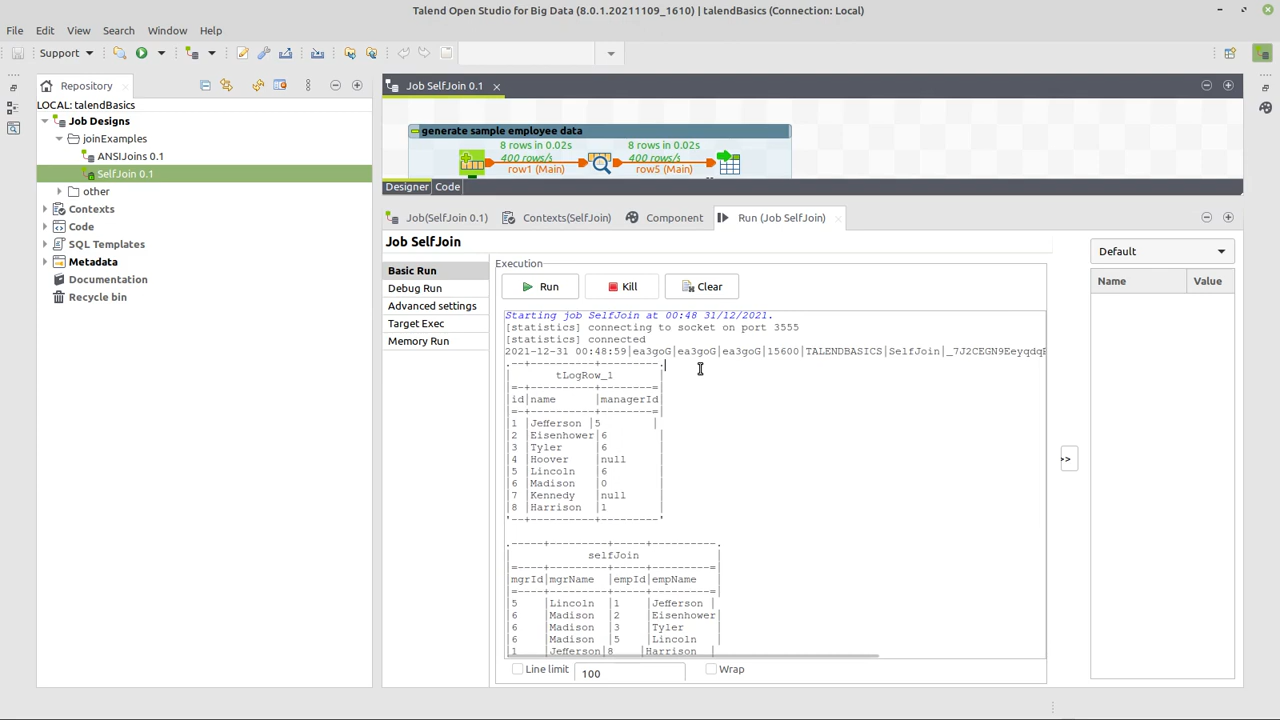 Talend Open Studio for Big Data (8.0.1.20211109_1610) | talendBasics (Connection: Local)
File Edit View Search Window Help
Support
Repository
LOCAL: talendBasics
Job Designs
joinExamples
ANSIJoins 0.1
SelfJoin 0.1
other
Contexts
Code
SQL Templates
Metadata
Documentation
Recycle bin
Job SelfJoin 0.1
generate sample employee data
8 rows in 0.02s 8 rows in 0.02s
400 rows/s 400 rows/s
row1 (Main) row5 (Main)
Designer Code
Job(SelfJoin 0.1) Contexts(SelfJoin) Component Run (Job SelfJoin)
Job SelfJoin
Basic Run
Debug Run
Advanced settings
Target Exec
Memory Run
Execution
Run Kill Clear
Starting job SelfJoin at 00:48 31/12/2021.
[statistics] connecting to socket on port 3555
[statistics] connected
2021-12-31 00:48:59|ea3goG|ea3goG|ea3goG|15600|TALENDBASICS|SelfJoin|
.--+----------+---------.
| tLogRow_1 |
|=-+----------+--------=|
|id|name |managerId|
|=-+----------+--------=|
|1 |Jefferson |5 |
|2 |Eisenhower|6 |
|3 |Tyler |6 |
|4 |Hoover |null |
|5 |Lincoln |6 |
|6 |Madison |0 |
|7 |Kennedy |null |
|8 |Harrison |1 |
'--+----------+---------'
.-----+---------+-----+----------.
| selfJoin |
|=----+---------+-----+---------=|
|mgrId|mgrName |empId|empName |
|=----+---------+-----+---------=|
|5 |Lincoln |1 |Jefferson |
|6 |Madison |2 |Eisenhower|
|6 |Madison |3 |Tyler |
|6 |Madison |5 |Lincoln |
|1 |Jefferson|8 |Harrison |
Line limit 100 Wrap
>>
Default
Name Value